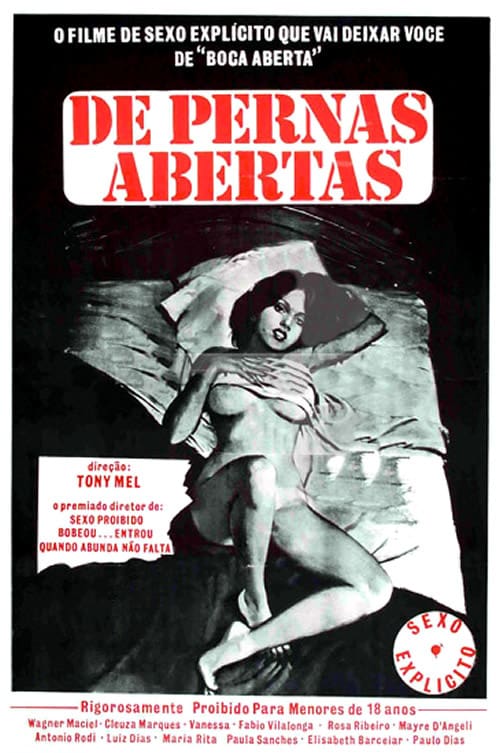 O FILME DE SEXO EXPLÍCITO QUE VAI DEIXAR VOCE
DE "BOCA ABERTA"
DE PERNAS
ABERTAS
direção:
TONY MEL
o premiado diretor de:
SEXO PROIBIDO
BOBEOU... ENTROU
QUANDO ABUNDA NÃO FALTA
SEXO
EXPLÍCITO
Rigorosamente Proibido Para Menores de 18 anos
Wagner Maciel · Cleuza Marques · Vanessa · Fabio Vilalonga · Rosa Ribeiro · Mayre D'Angeli
Antonio Rodi · Luiz Dias · Maria Rita Paula Sanches · Elisabeth Barcelar · Paulo Dias